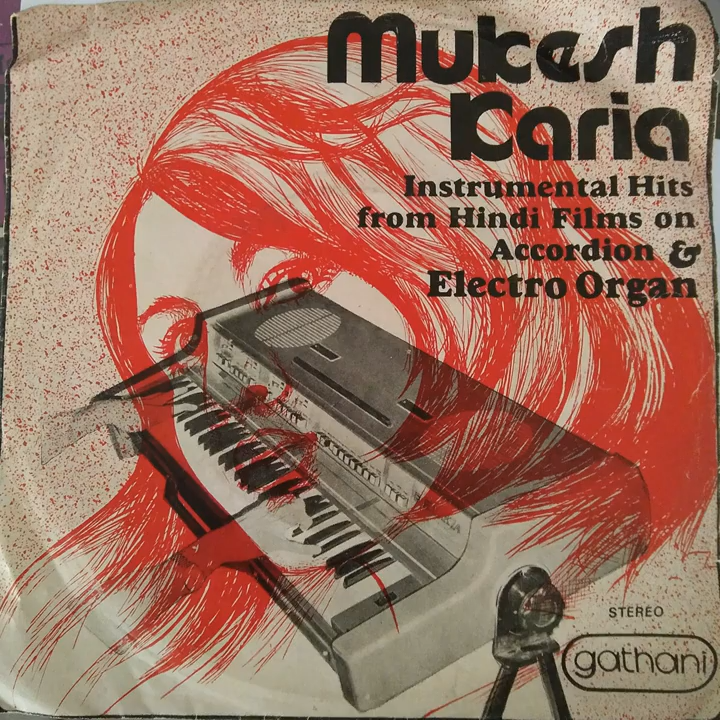 Mukesh
Karia
Instrumental Hits
from Hindi Films on
Accordion &
Electro Organ
STEREO
gathani